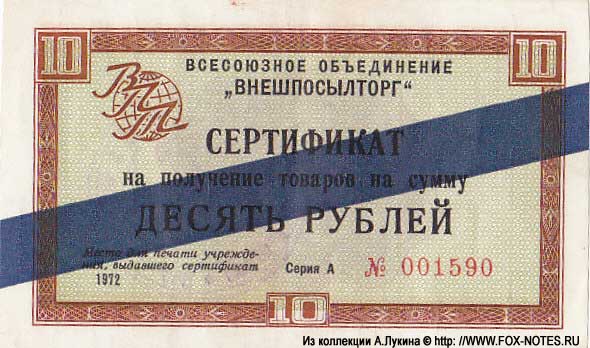 10 10
ВСЕСОЮЗНОЕ ОБЪЕДИНЕНИЕ
„ВНЕШПОСЫЛТОРГ“
ВПТ
СЕРТИФИКАТ
на получение товаров на сумму
ДЕСЯТЬ РУБЛЕЙ
Место для печати учрежде-
ния, выдавшего сертификат
1972
Серия А № 001590
10
Из коллекции А.Лукина © http: //WWW.FOX-NOTES.RU